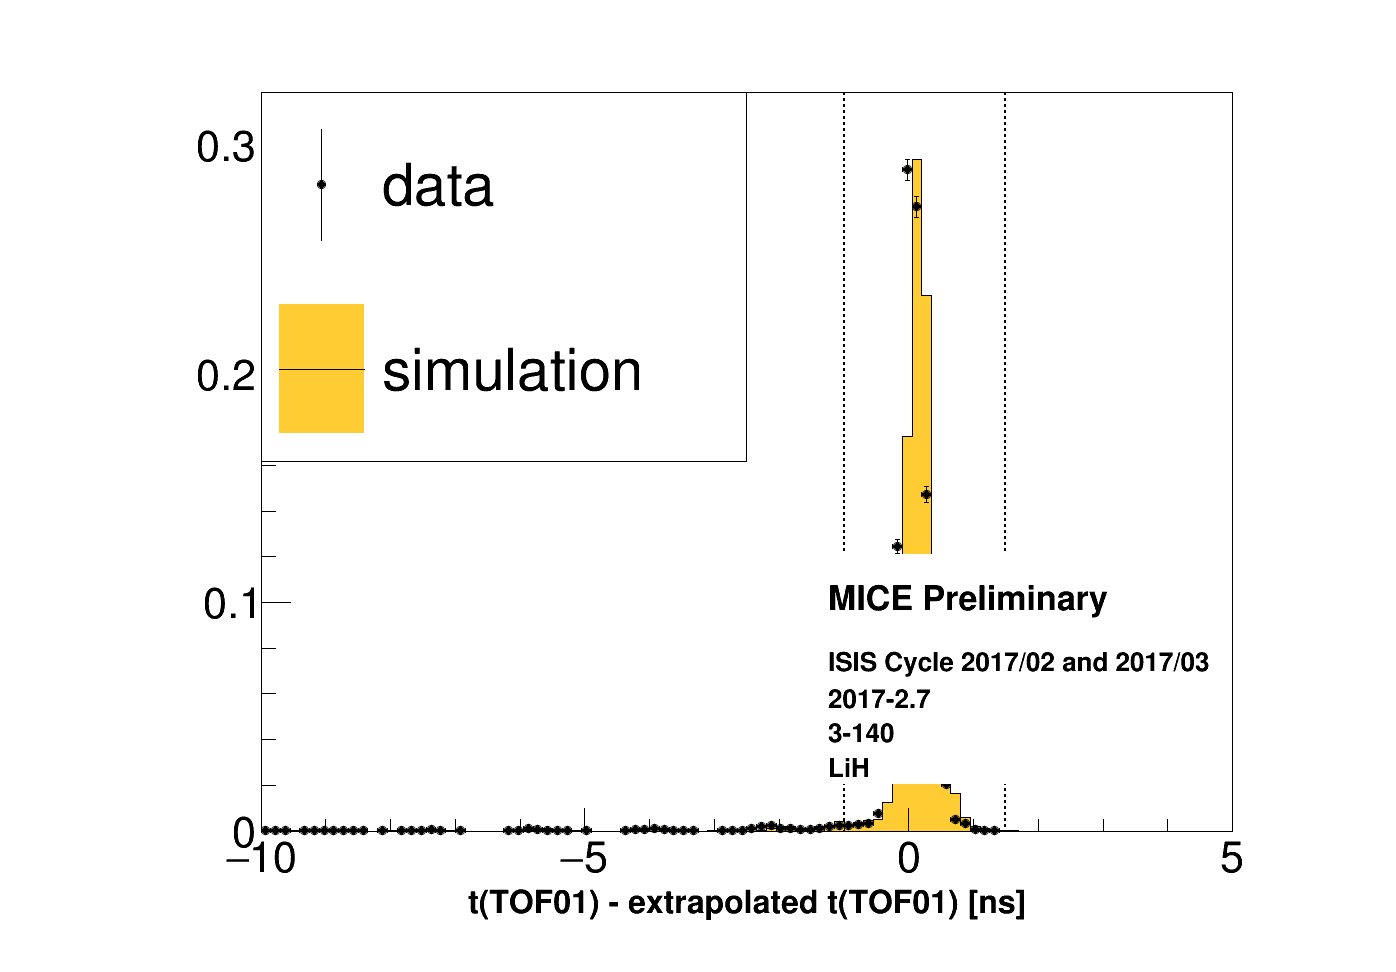 0.3
data
0.2
simulation
0.1
MICE Preliminary
ISIS Cycle 2017/02 and 2017/03
2017-2.7
3-140
LiH
0
−10 −5 0 5
t(TOF01) - extrapolated t(TOF01) [ns]